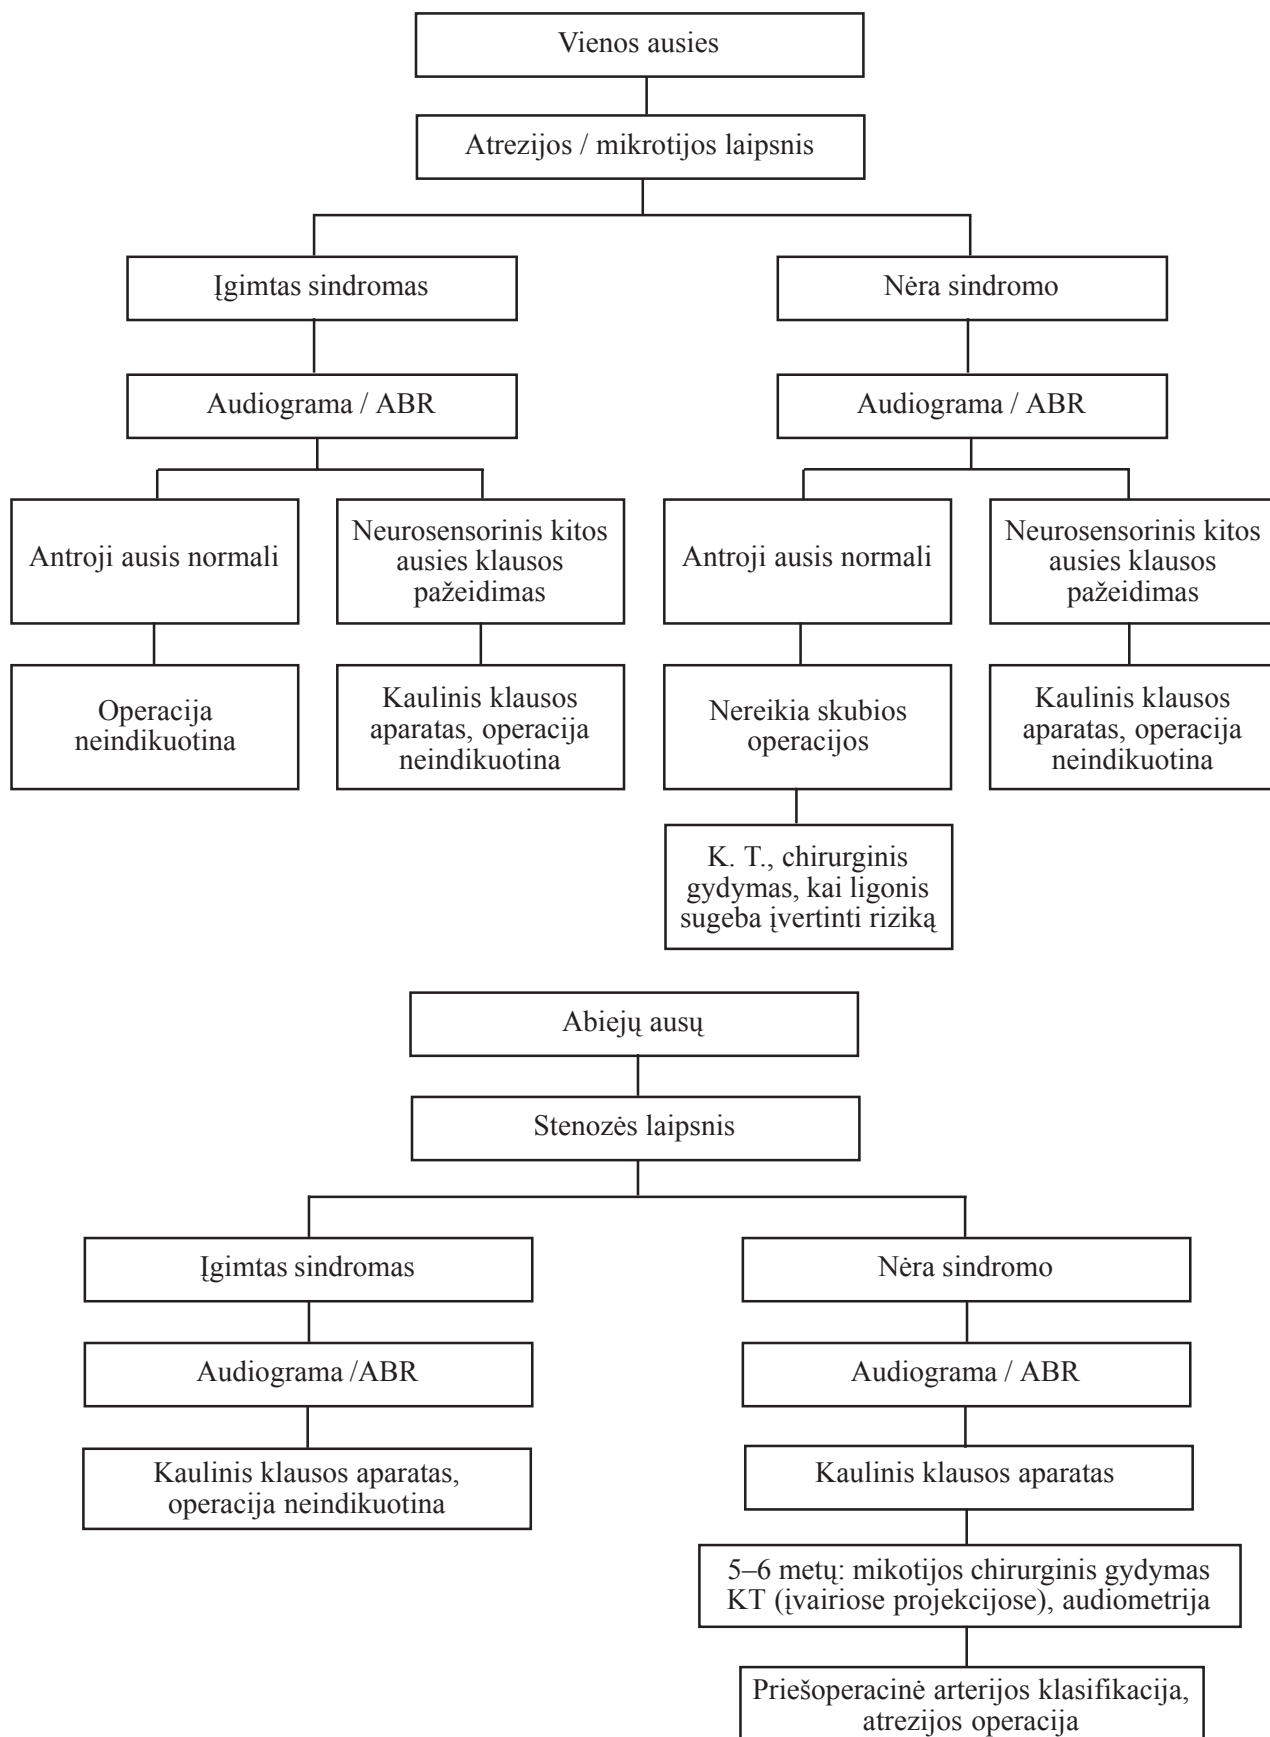 Vienos ausies
Atrezijos / mikrotijos laipsnis
Įgimtas sindromas
Nėra sindromo
Audiograma / ABR
Audiograma / ABR
Antroji ausis normali
Neurosensorinis kitos
ausies klausos
pažeidimas
Antroji ausis normali
Neurosensorinis kitos
ausies klausos
pažeidimas
Operacija
neindikuotina
Kaulinis klausos
aparatas, operacija
neindikuotina
Nereikia skubios
operacijos
Kaulinis klausos
aparatas, operacija
neindikuotina
K. T., chirurginis
gydymas, kai ligonis
sugeba įvertinti riziką
Abiejų ausų
Stenozės laipsnis
Įgimtas sindromas
Nėra sindromo
Audiograma /ABR
Audiograma / ABR
Kaulinis klausos aparatas,
operacija neindikuotina
Kaulinis klausos aparatas
5–6 metų: mikotijos chirurginis gydymas
KT (įvairiose projekcijose), audiometrija
Priešoperacinė arterijos klasifikacija,
atrezijos operacija